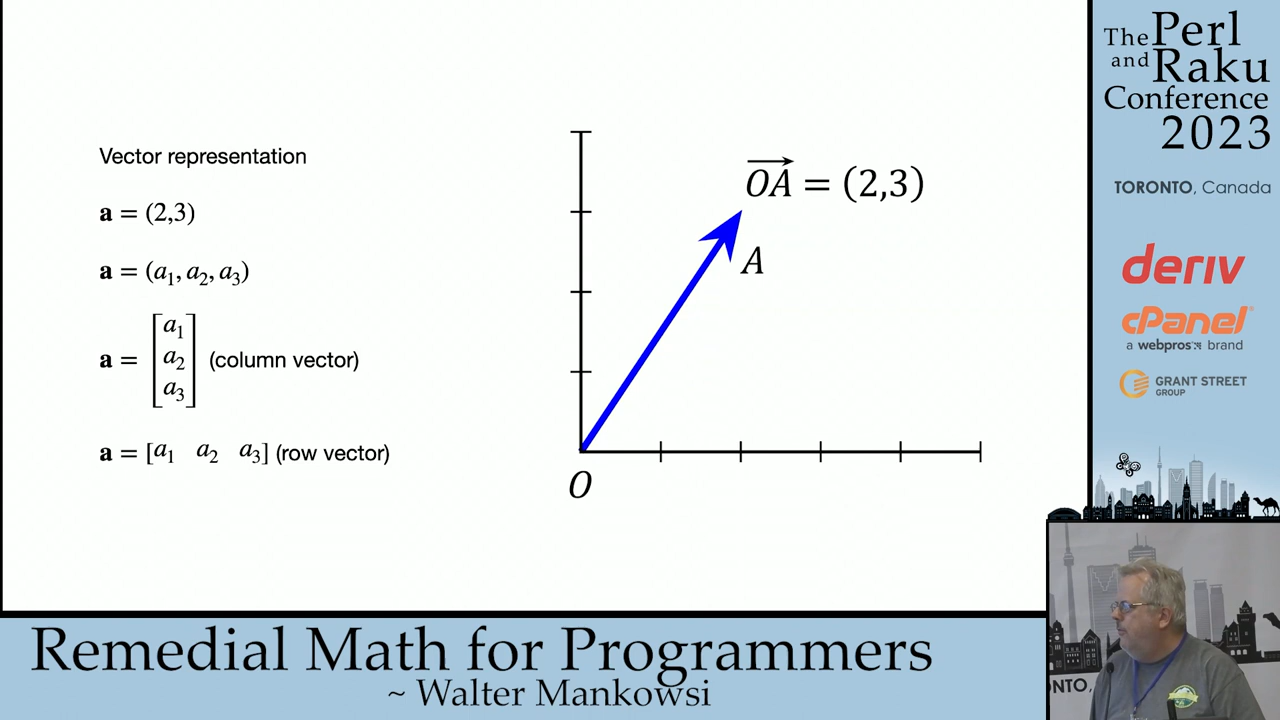 Vector representation
a = (2,3)
a = (a₁, a₂, a₃)
a = [a₁ a₂ a₃] (column vector)
a = [a₁ a₂ a₃] (row vector)
OA = (2,3)
A
O
The Perl
and Raku
Conference
2023
TORONTO, Canada
deriv
cPanel®
a webpros brand
GRANT STREET
GROUP
NTO,
Remedial Math for Programmers
~ Walter Mankowsi